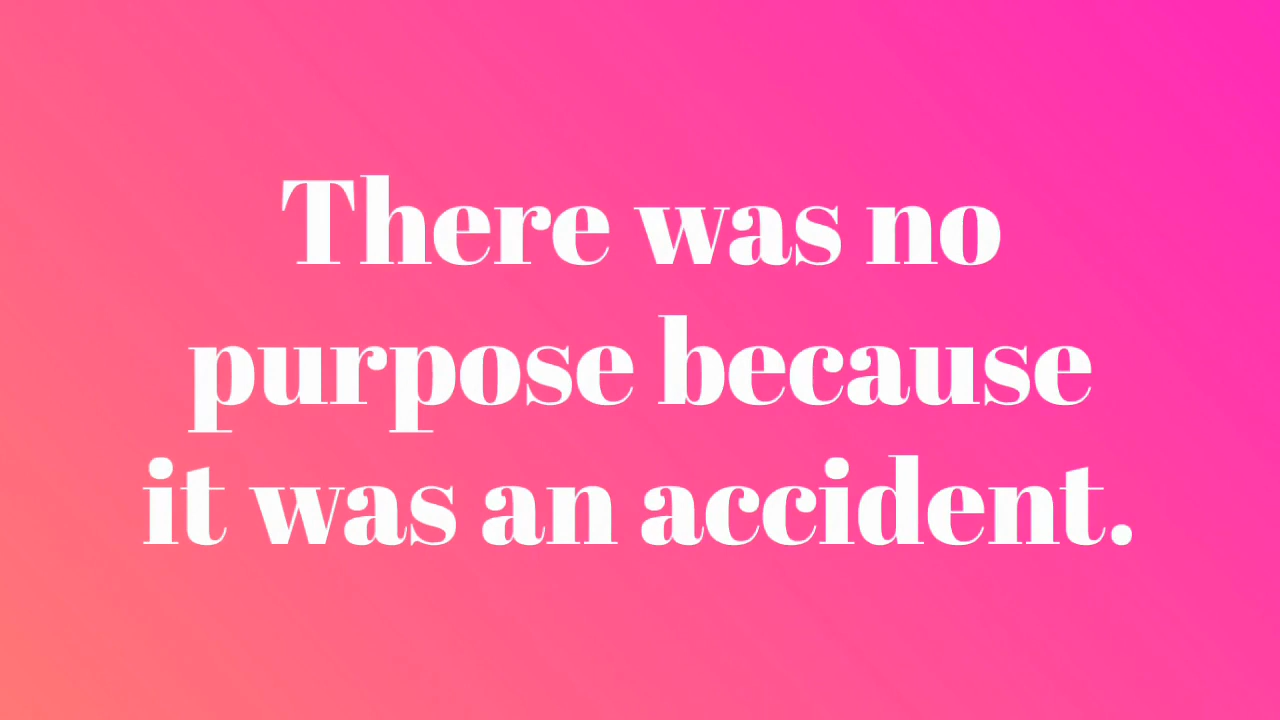 There was no
purpose because
it was an accident.